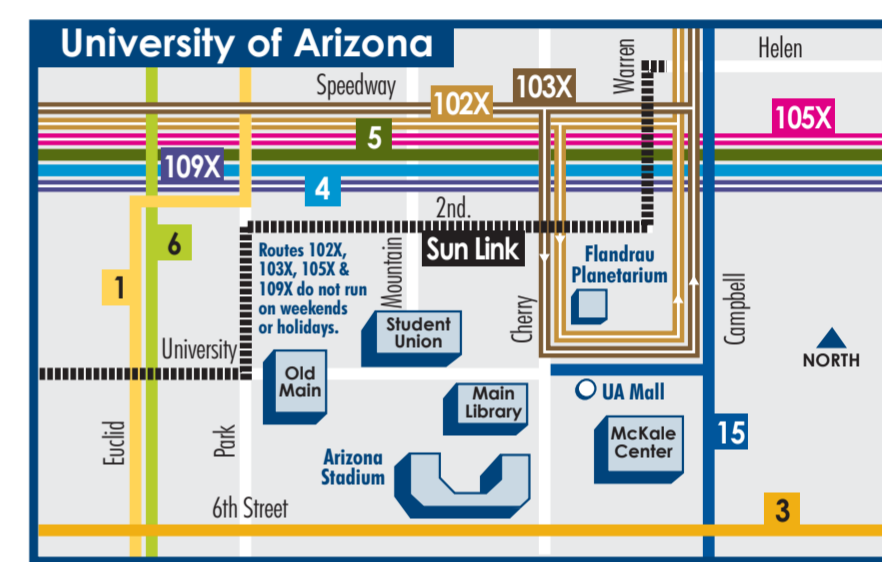 University of Arizona
Speedway
Warren
Helen
102X
103X
105X
5
109X
4
2nd.
6
Sun Link
Routes 102X,
103X, 105X &
109X do not run
on weekends
or holidays.
Mountain
Flandrau
Planetarium
1
Cherry
Campbell
Student
Union
University
NORTH
Old
Main
Main
Library
UA Mall
Euclid
Park
McKale
Center
15
Arizona
Stadium
6th Street
3